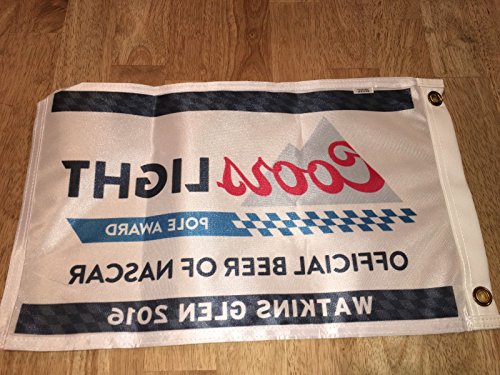 Coors LIGHT
POLE AWARD
OFFICIAL BEER OF NASCAR
WATKINS GLEN 2016